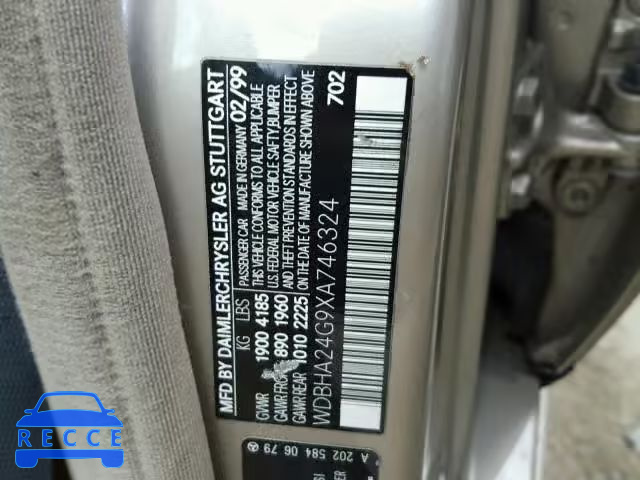 MFD BY DAIMLERCHRYSLER AG STUTTGART
PASSENGER CAR MADE IN GERMANY 02/99
KG LBS THIS VEHICLE CONFORMS TO ALL APPLICABLE
GVWR 1900 4185 U.S. FEDERAL MOTOR VEHICLE SAFETY BUMPER
GAWR FRONT 890 1960 & THEFT PREVENTION STANDARDS IN EFFECT
GAWR REAR 1010 2225 ON THE DATE OF MANUFACTURE SHOWN ABOVE
WDBHA24G9XA746324 702
A 202 584 06 79
RECCE